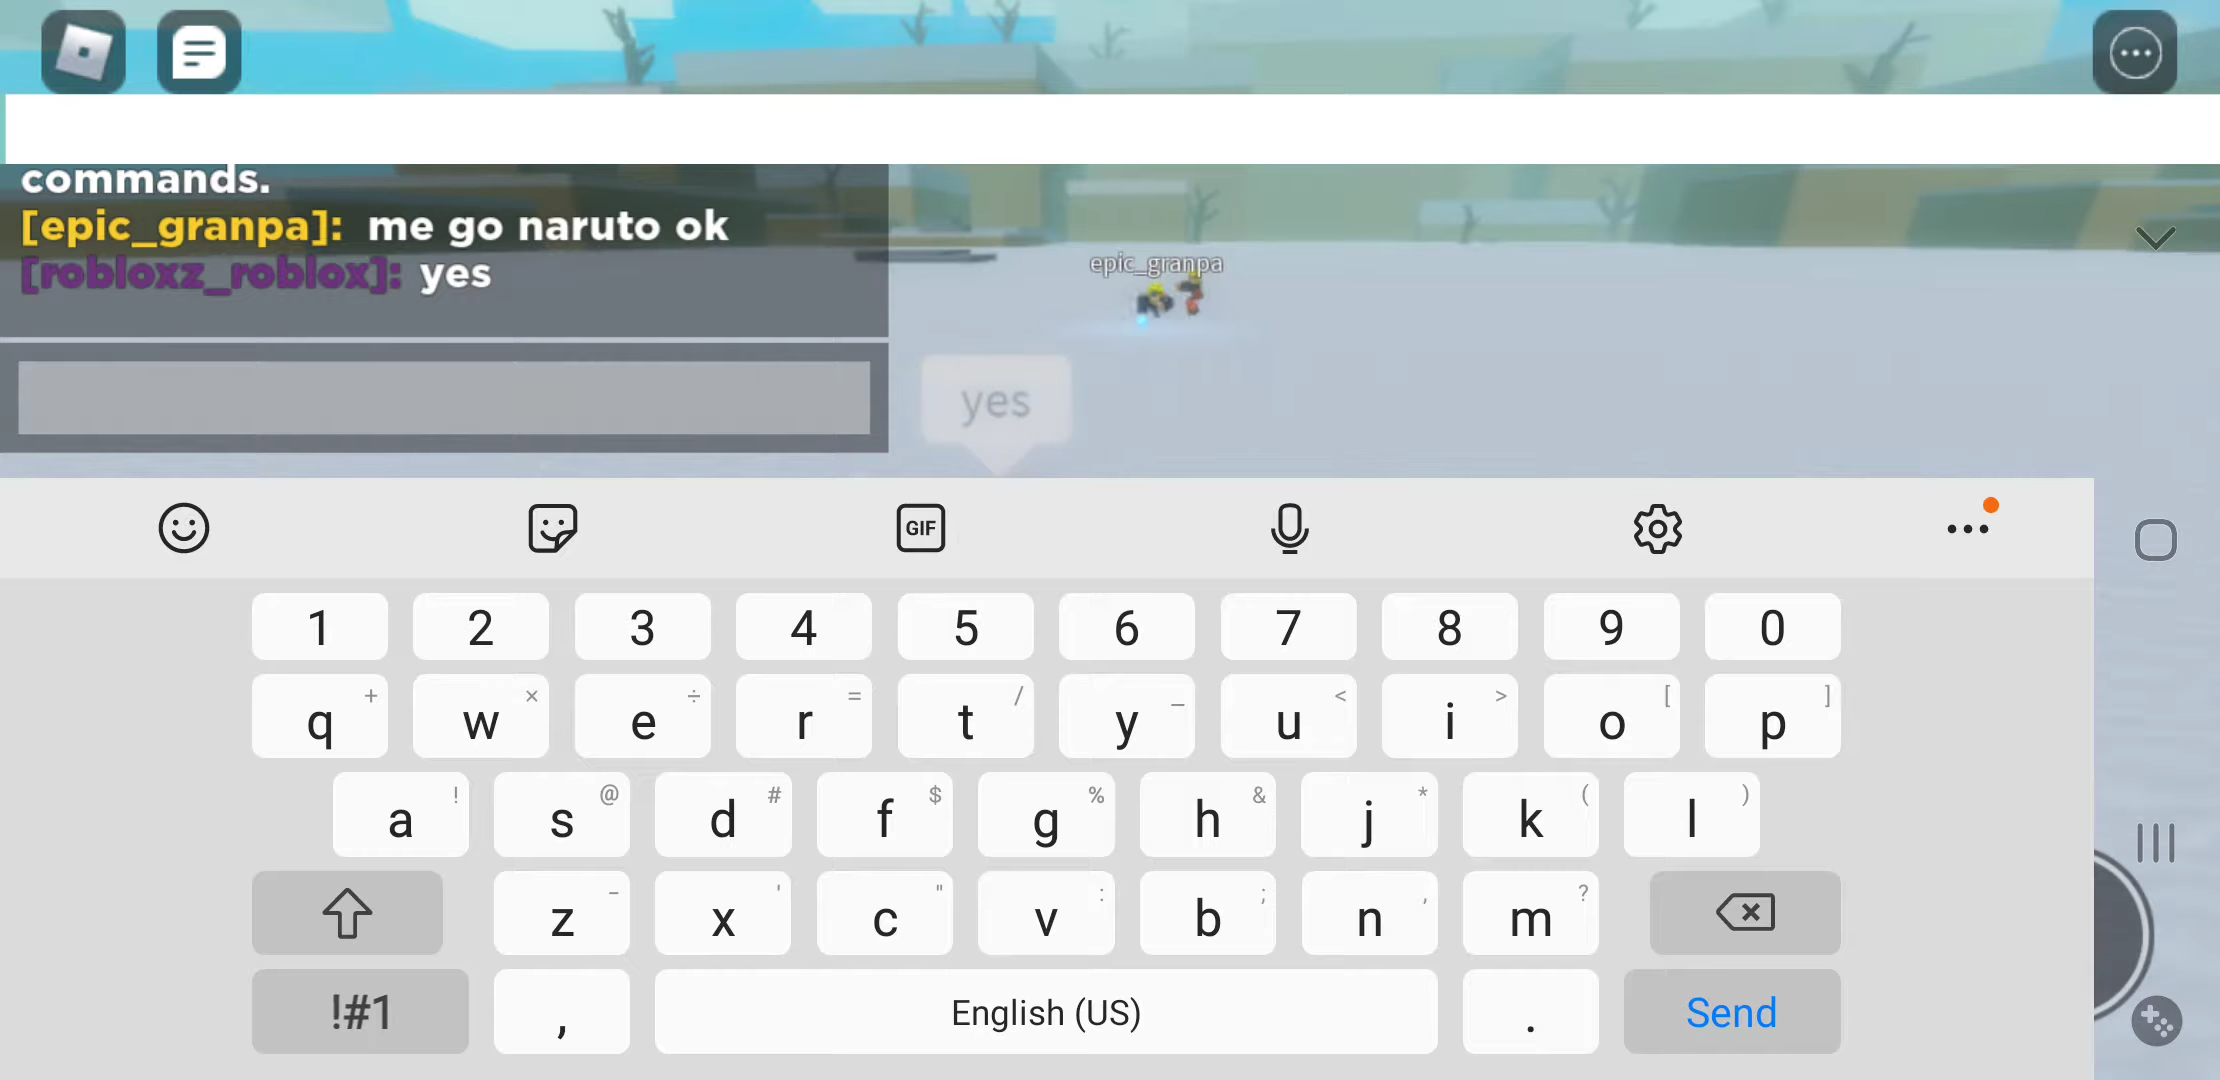 commands.
[epic_granpa]: me go naruto ok
[robloxz_roblox]: yes
epic_granpa
yes
GIF
1 2 3 4 5 6 7 8 9 0
+ × ÷ = / _ < > [ ]
q w e r t y u i o p
! @ # $ % & * ( )
a s d f g h j k l
- ' " : ; , ?
z x c v b n m
!#1 , English (US) . Send